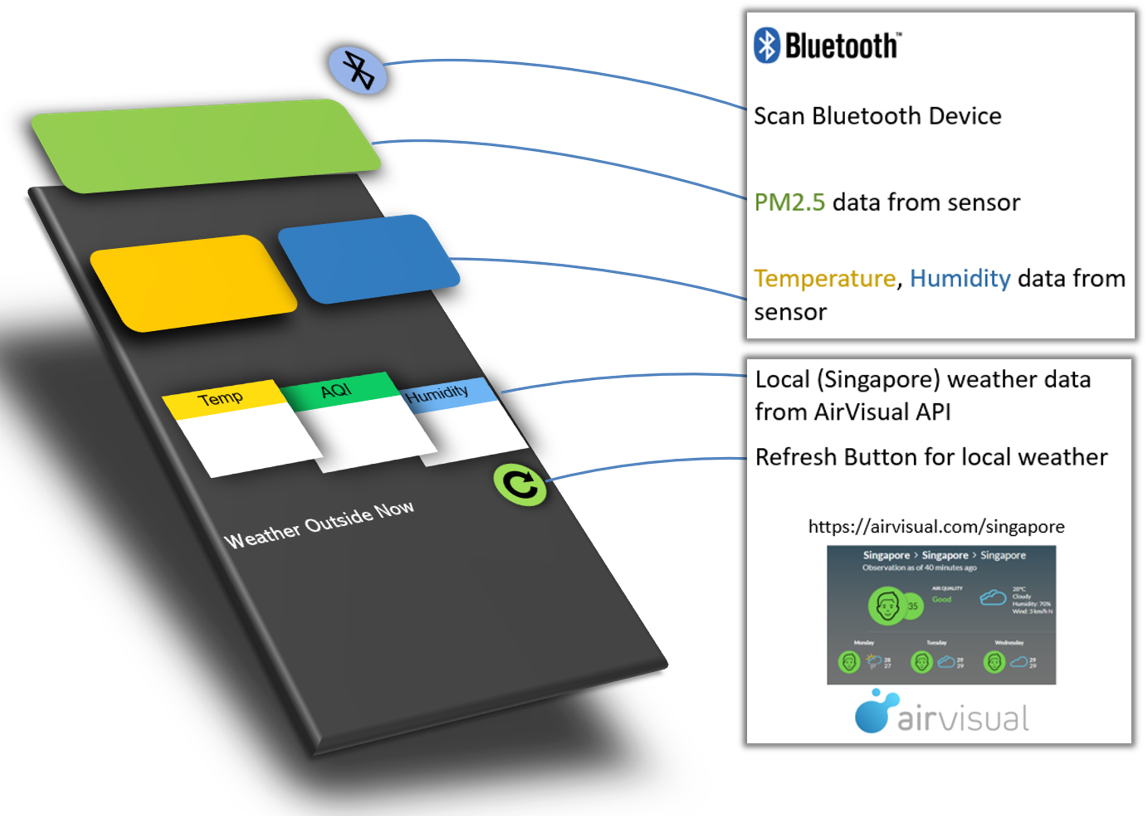 Bluetooth™
Scan Bluetooth Device
PM2.5 data from sensor
Temperature, Humidity data from
sensor
Temp
AQI
Humidity
Weather Outside Now
Local (Singapore) weather data
from AirVisual API
Refresh Button for local weather
https://airvisual.com/singapore
Singapore > Singapore > Singapore
Observation as of 40 minutes ago
35
AIR QUALITY
Good
28°C
Cloudy
Humidity: 70%
Wind: 3 km/h N
Monday
28
27
Tuesday
29
29
Wednesday
29
29
airvisual